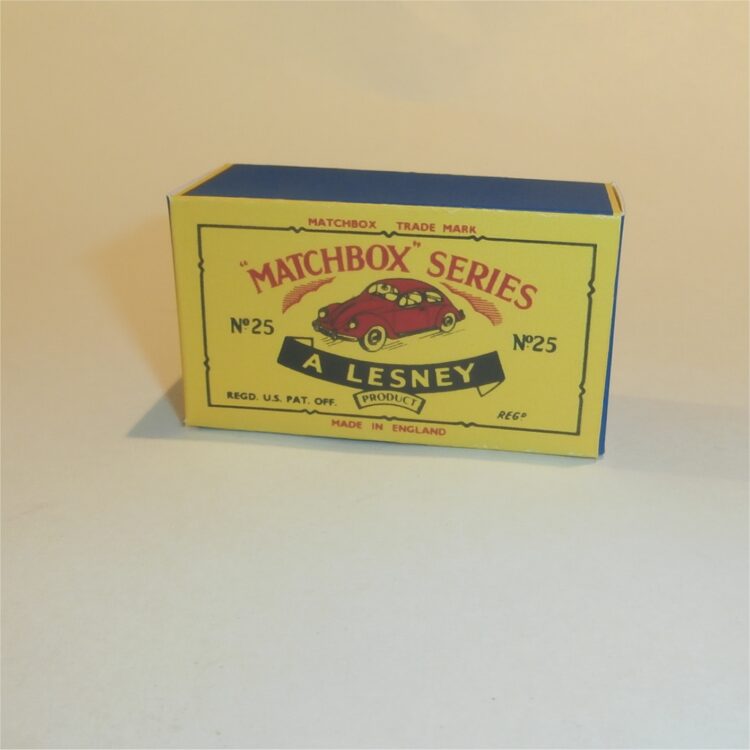 MATCHBOX TRADE MARK
"MATCHBOX" SERIES
Nº25
Nº25
A LESNEY
PRODUCT
REGD. U.S. PAT. OFF.
REGD
MADE IN ENGLAND